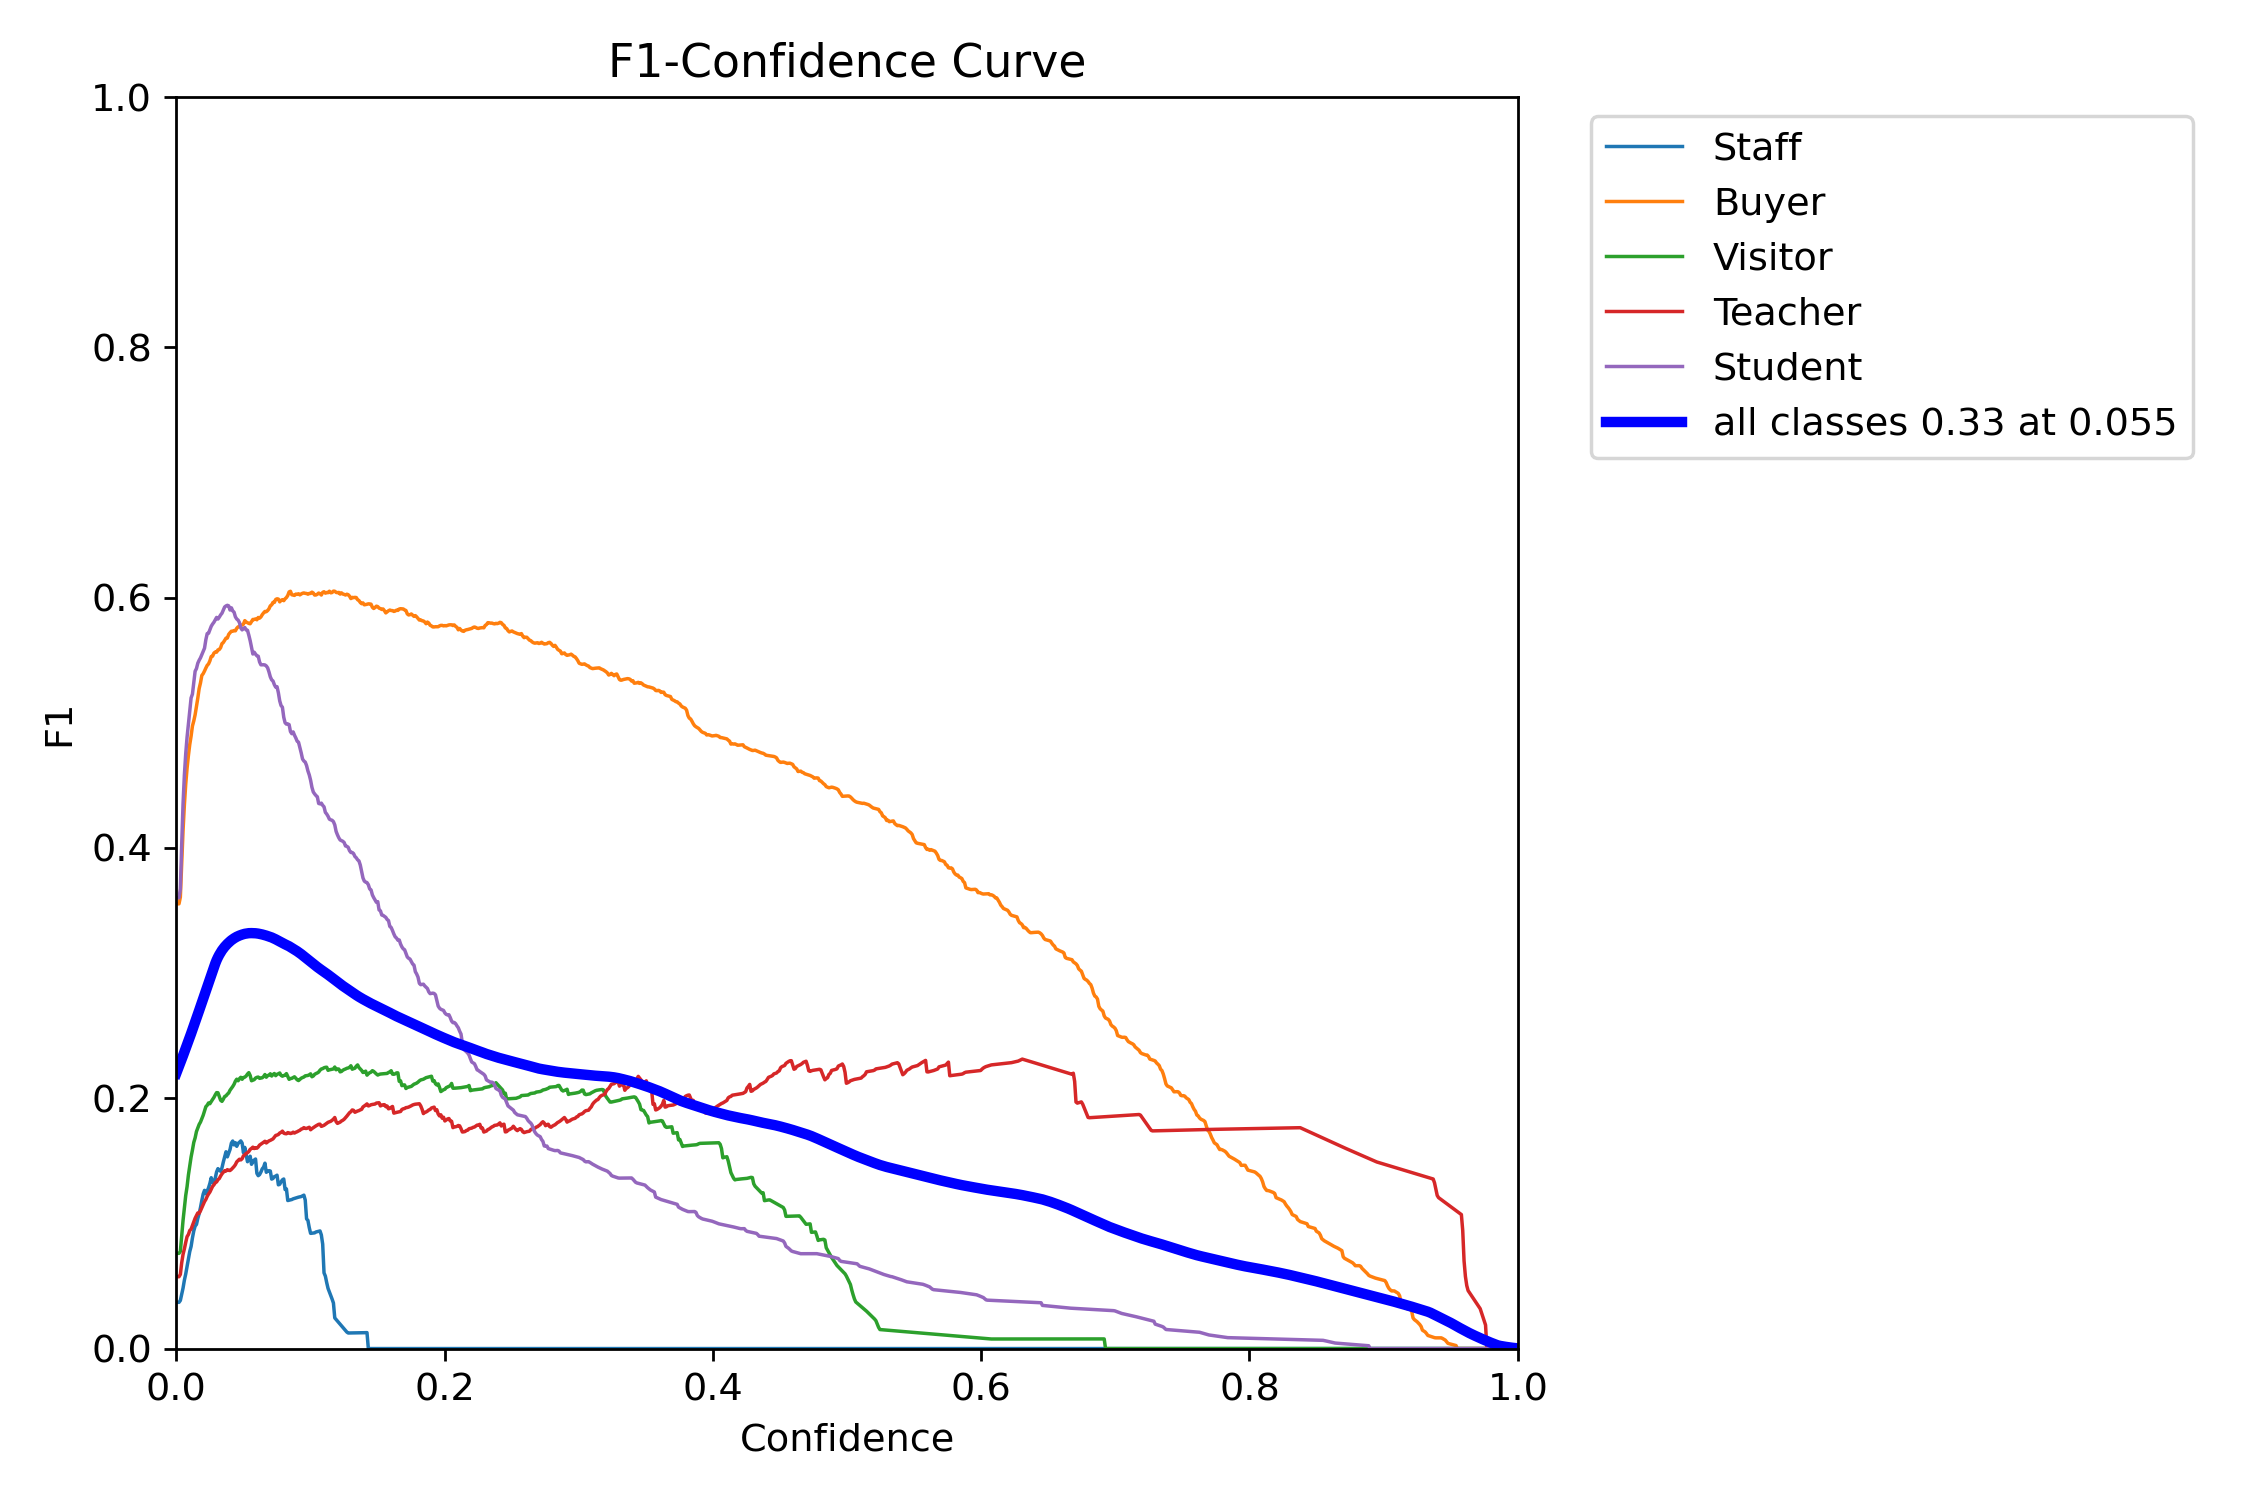 F1-Confidence Curve
1.0
0.8
0.6
0.4
0.2
0.0
F1
0.0 0.2 0.4 0.6 0.8 1.0
Confidence
Staff
Buyer
Visitor
Teacher
Student
all classes 0.33 at 0.055